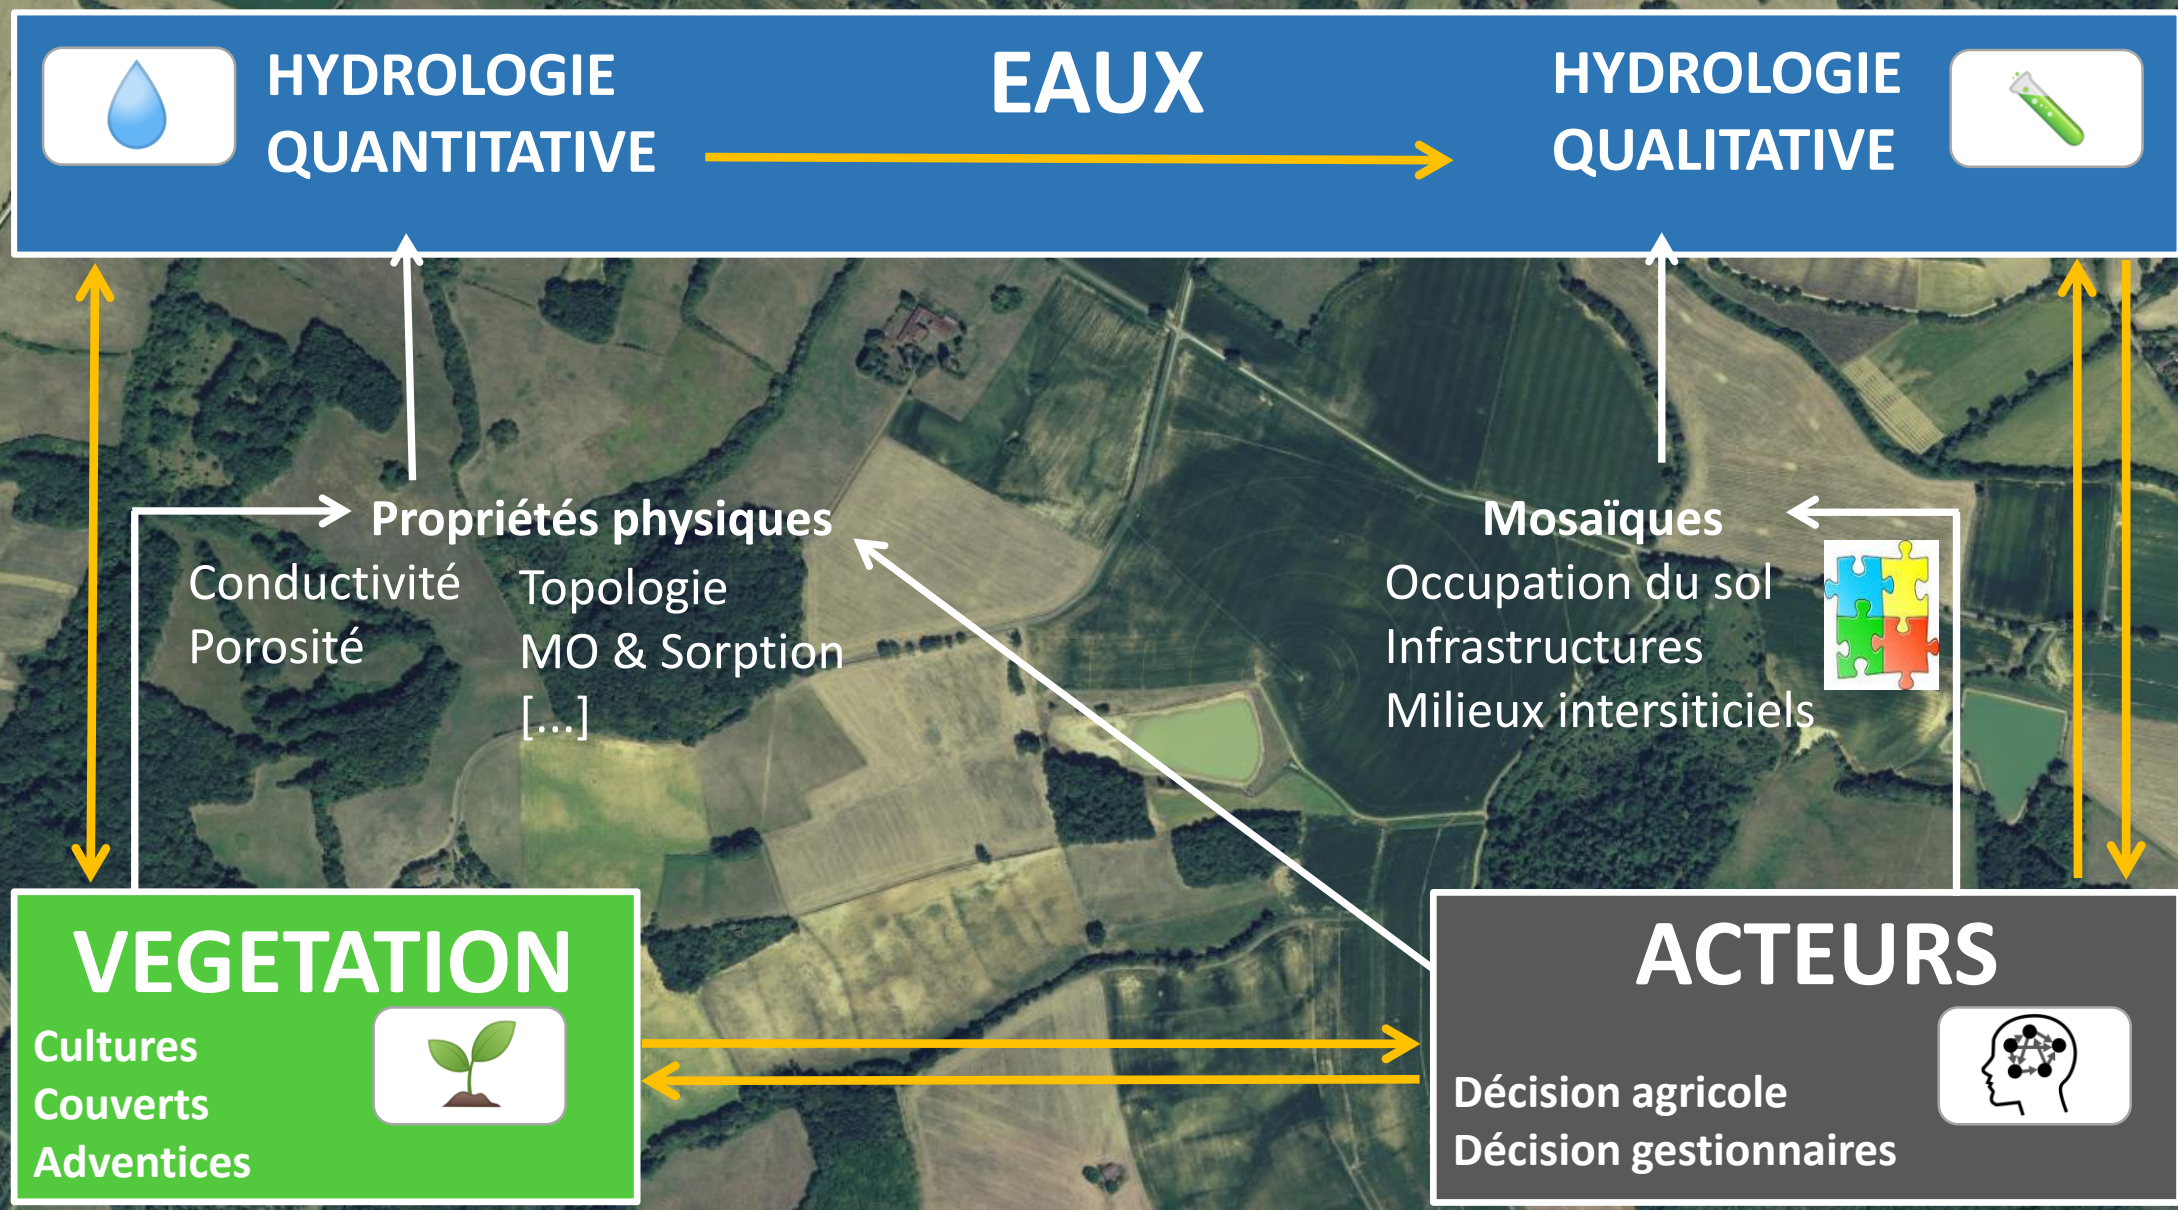 EAUX
HYDROLOGIE
QUANTITATIVE
HYDROLOGIE
QUALITATIVE
Propriétés physiques
Conductivité
Porosité
Topologie
MO & Sorption
[...]
Mosaïques
Occupation du sol
Infrastructures
Milieux intersiticiels
VEGETATION
Cultures
Couverts
Adventices
ACTEURS
Décision agricole
Décision gestionnaires